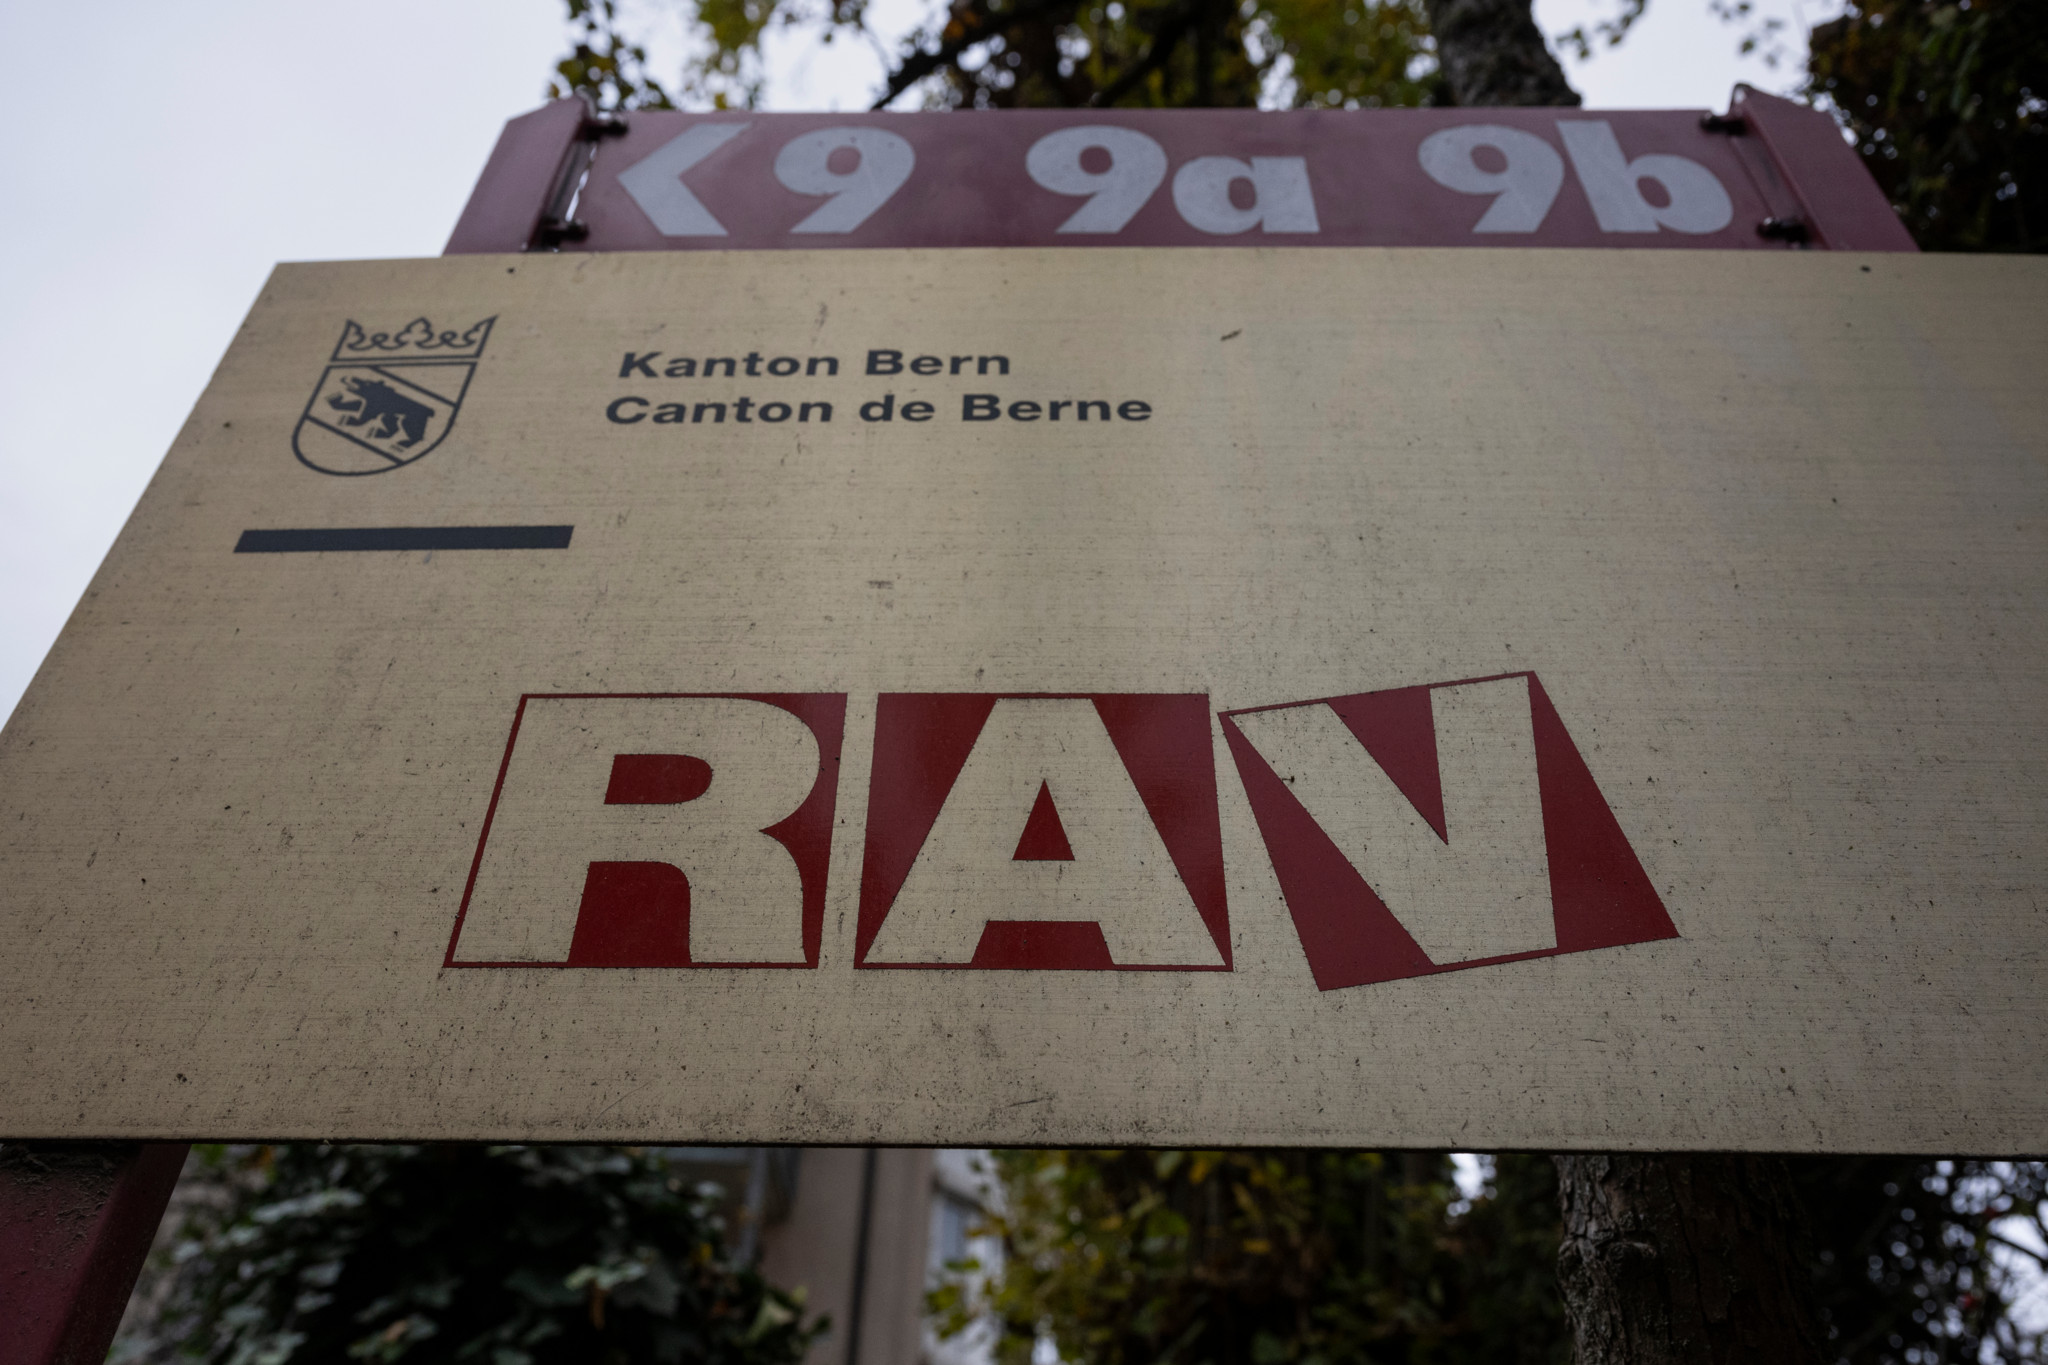 < 9 9a 9b
Kanton Bern
Canton de Berne
RAV